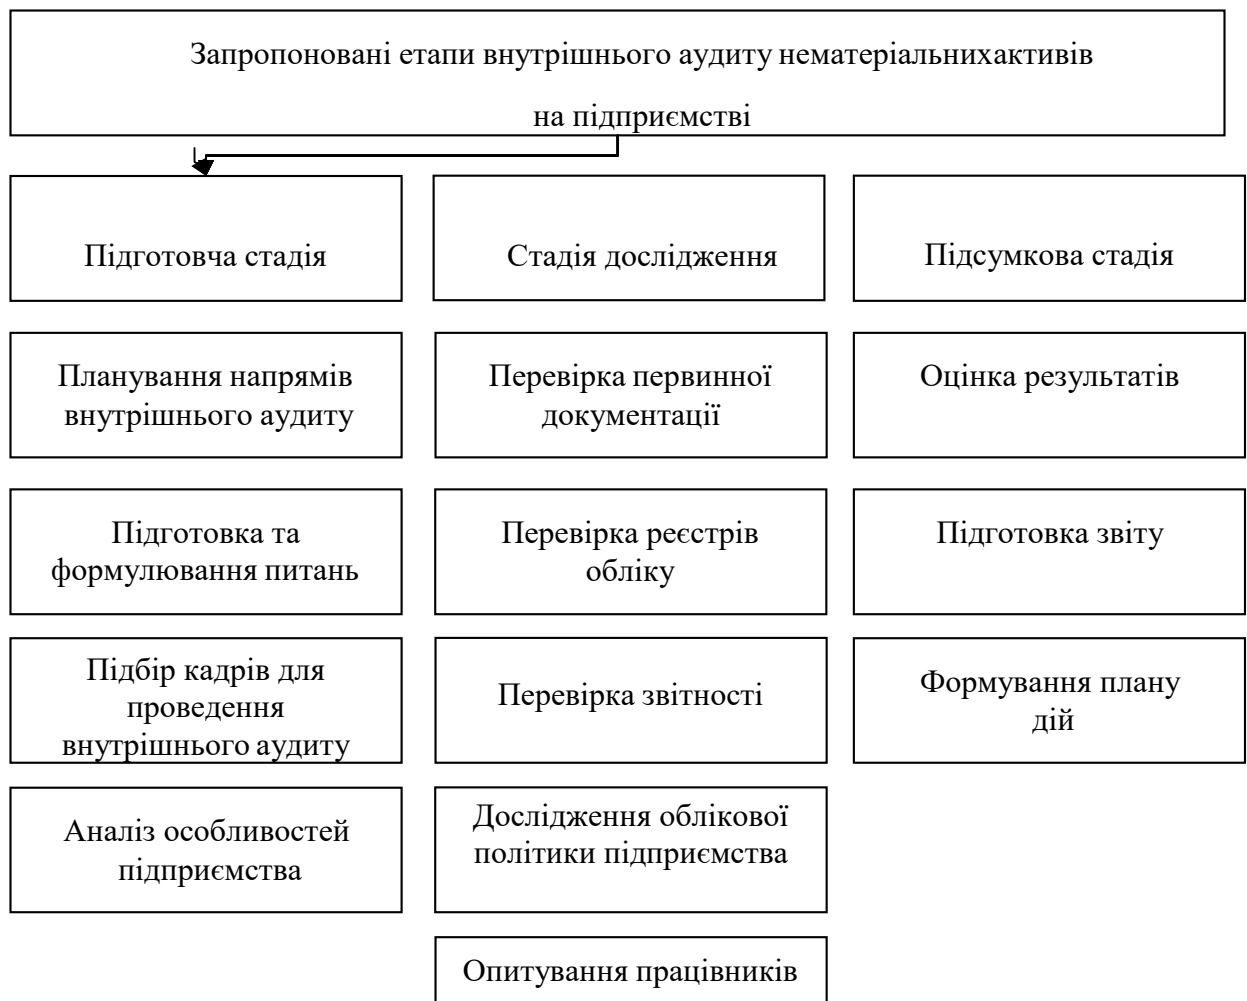 Запропоновані етапи внутрішнього аудиту нематеріальнихактивів
на підприємстві
Підготовча стадія
Стадія дослідження
Підсумкова стадія
Планування напрямів
внутрішнього аудиту
Перевірка первинної
документації
Оцінка результатів
Підготовка та
формулювання питань
Перевірка реєстрів
обліку
Підготовка звіту
Підбір кадрів для
проведення
внутрішнього аудиту
Перевірка звітності
Формування плану
дій
Аналіз особливостей
підприємства
Дослідження облікової
політики підприємства
Опитування працівників